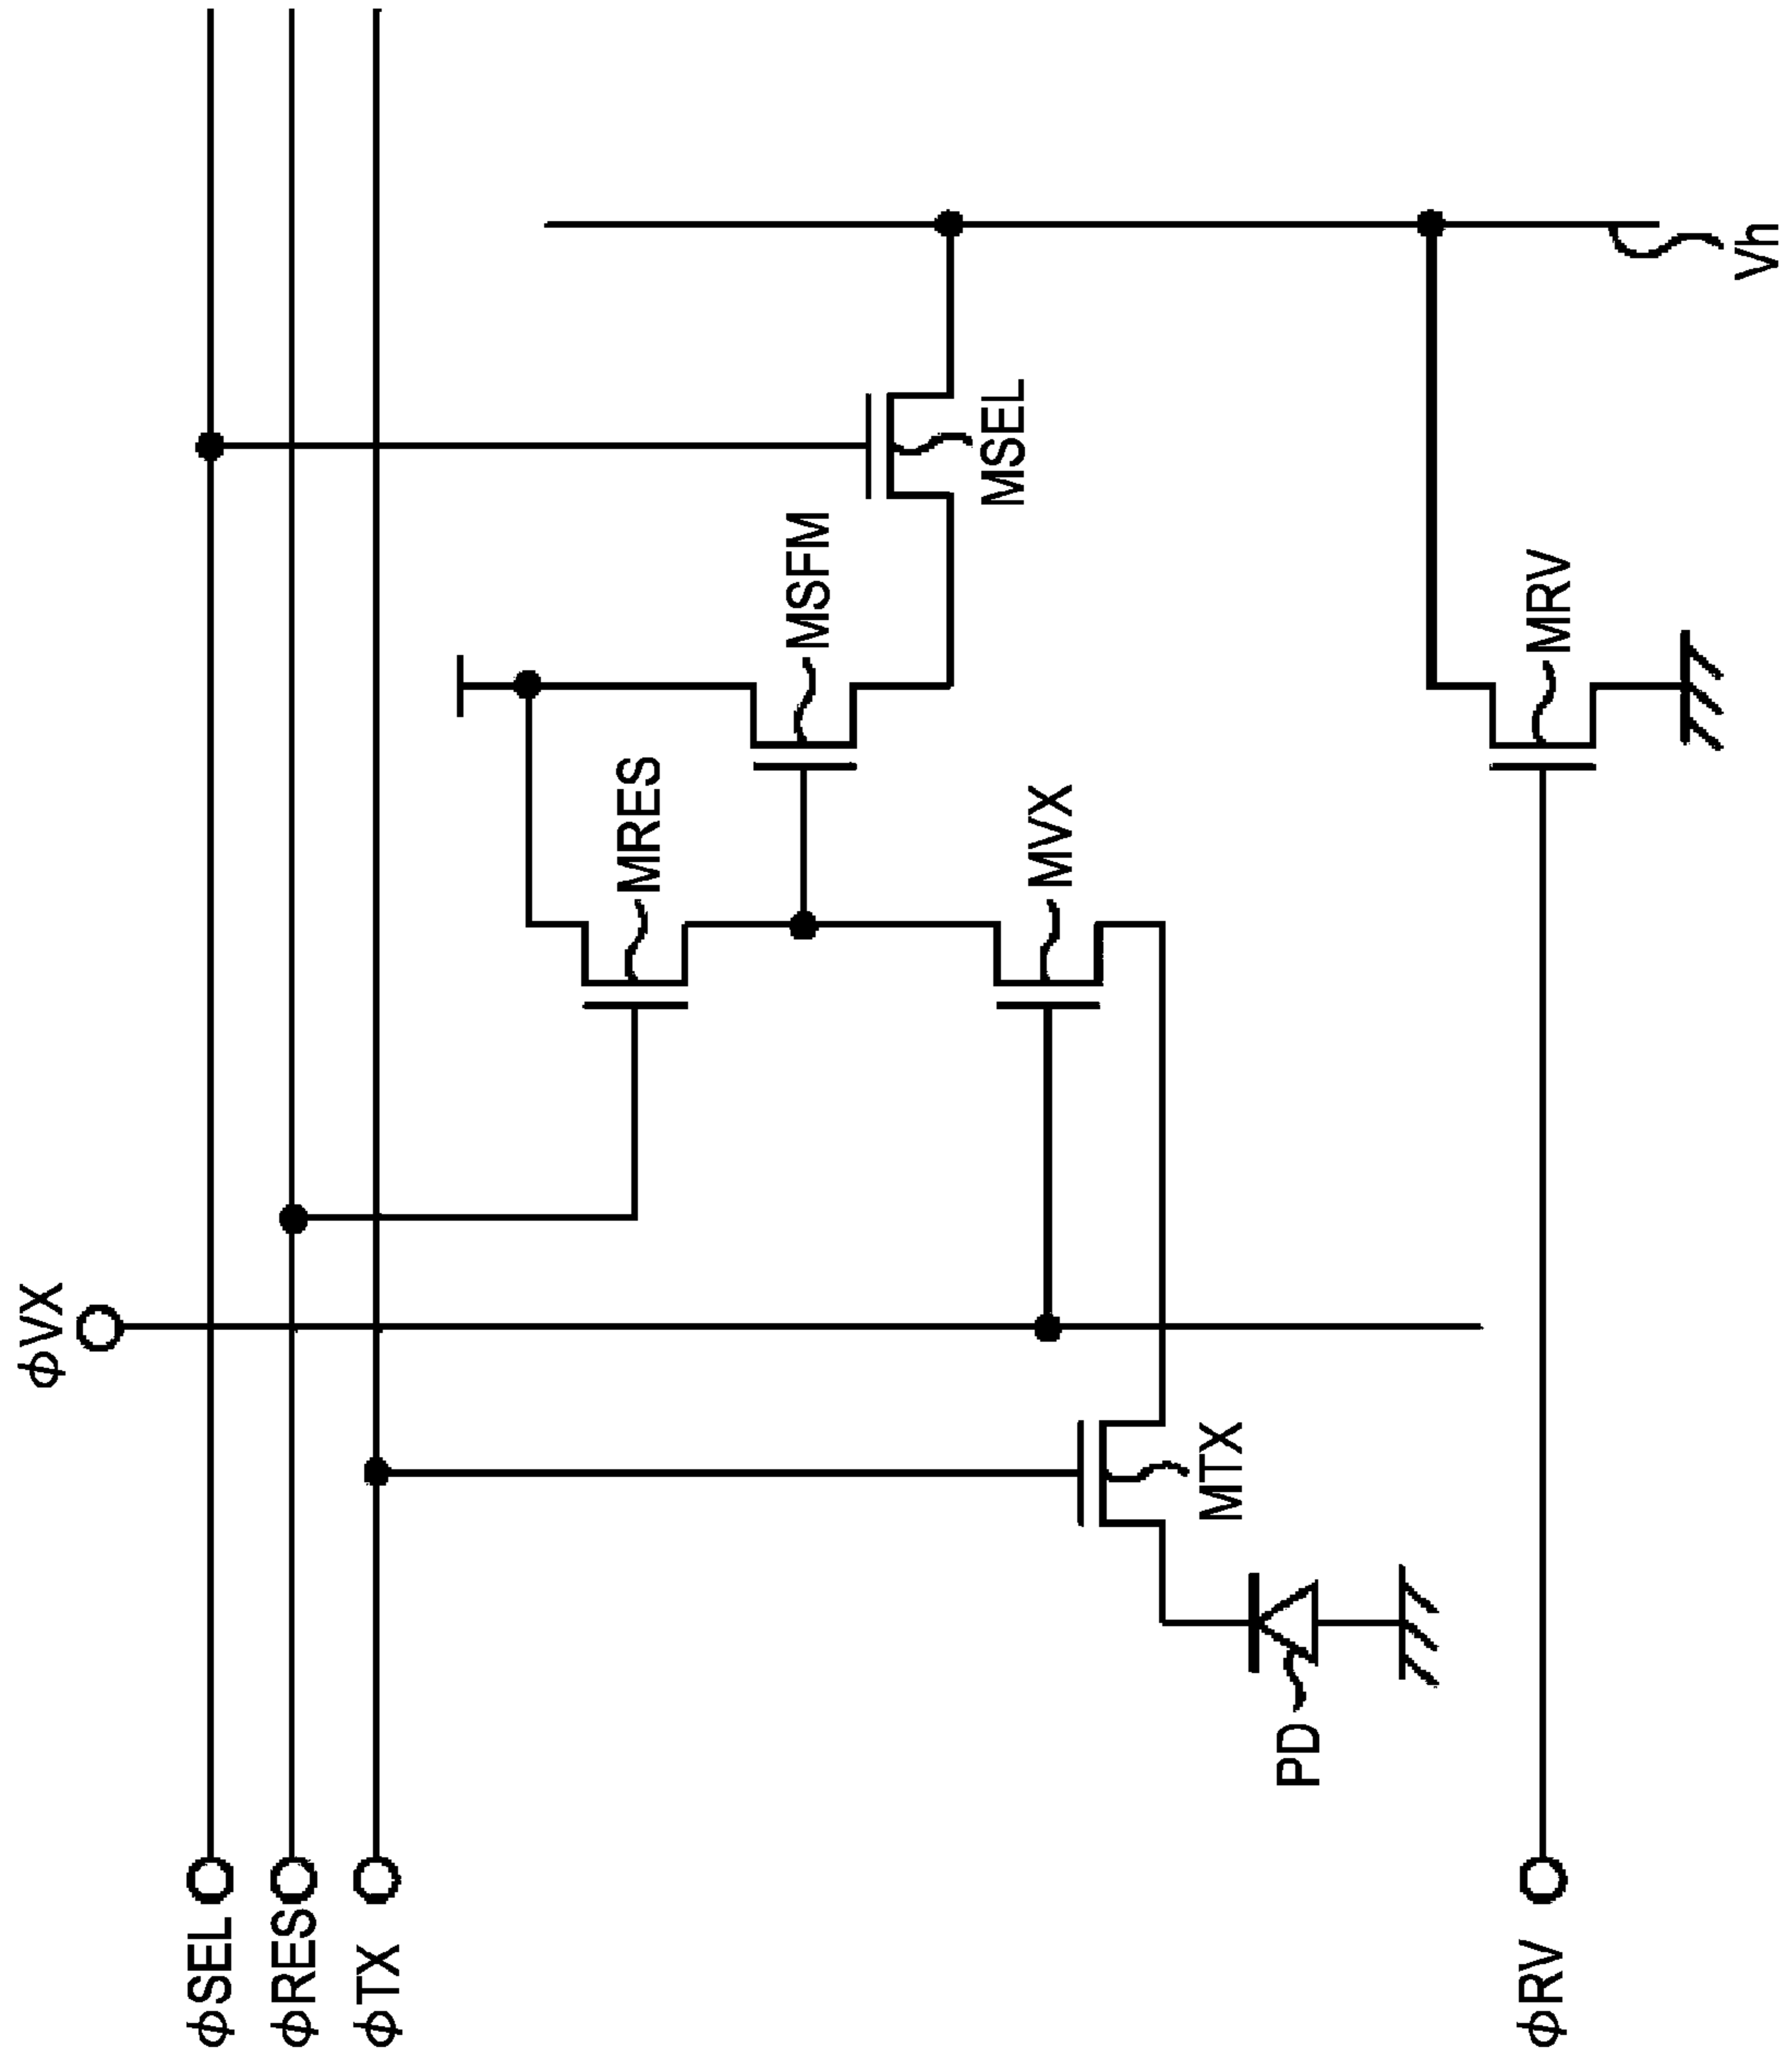 ϕSEL
ϕRES
ϕTX
ϕVX
MRES
MSFM
MSEL
MVX
MTX
PD
MRV
ϕRV
Vh